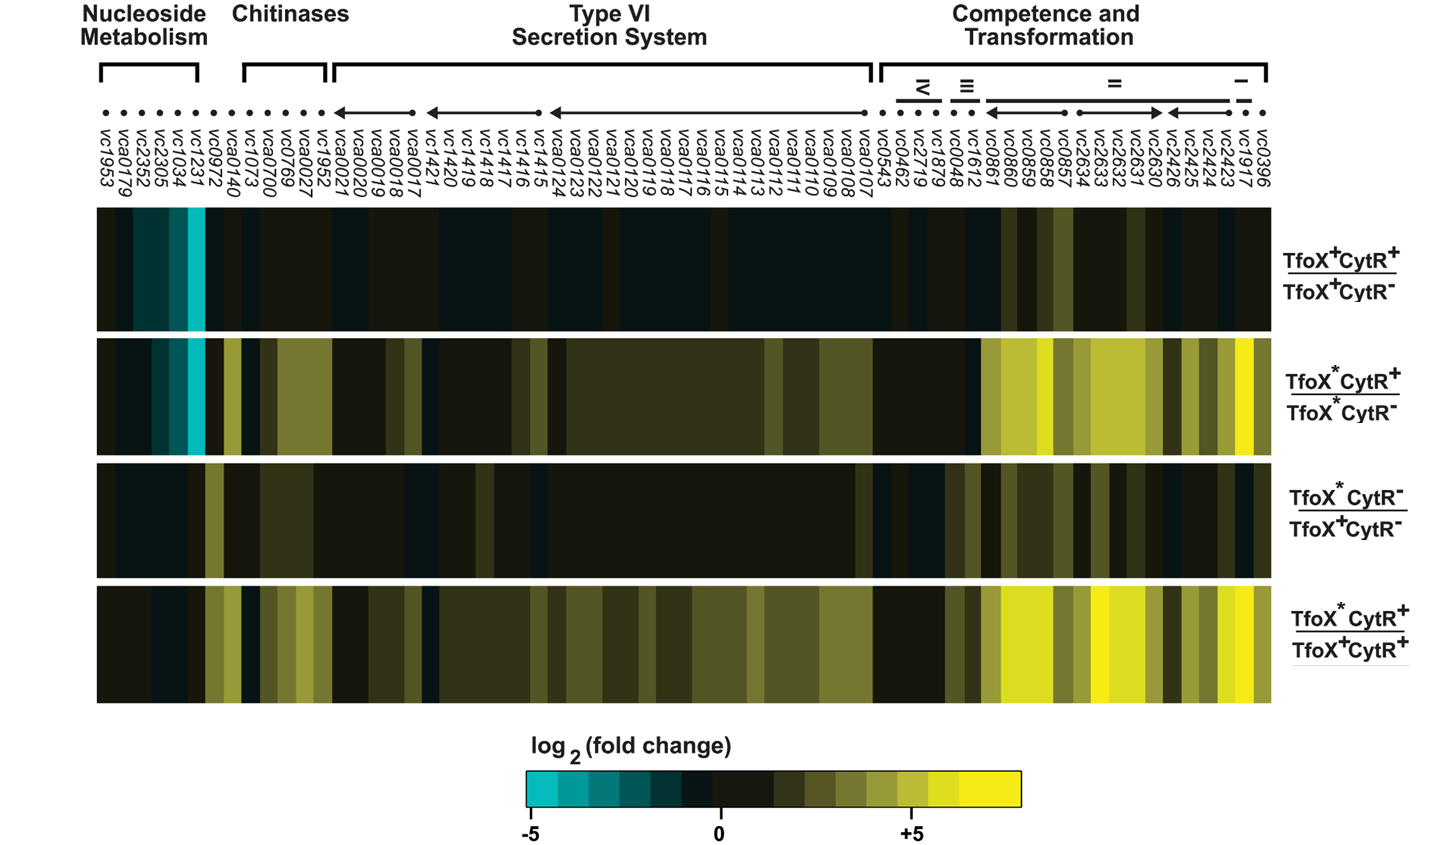 Nucleoside
Metabolism
Chitinases
Type VI
Secretion System
Competence and
Transformation
IV
III
II
I
vc1953
vca0179
vc2352
vc2305
vc1034
vc1231
vc0972
vca0140
vc1073
vca0700
vc0769
vca0027
vc1952
vca0021
vca0020
vca0019
vca0018
vca0017
vc1421
vc1420
vc1419
vc1418
vc1417
vc1416
vc1415
vca0124
vca0123
vca0122
vca0121
vca0120
vca0119
vca0118
vca0117
vca0116
vca0115
vca0114
vca0113
vca0112
vca0111
vca0110
vca0109
vca0108
vca0107
vc0543
vc0462
vc2719
vc1879
vc0048
vc1612
vc0861
vc0860
vc0859
vc0858
vc0857
vc2634
vc2633
vc2632
vc2631
vc2630
vc2426
vc2425
vc2424
vc2423
vc1917
vc0396
TfoX+CytR+
TfoX+CytR-
TfoX*CytR+
TfoX*CytR-
TfoX*CytR-
TfoX+CytR-
TfoX*CytR+
TfoX+CytR+
log2(fold change)
-5 0 +5